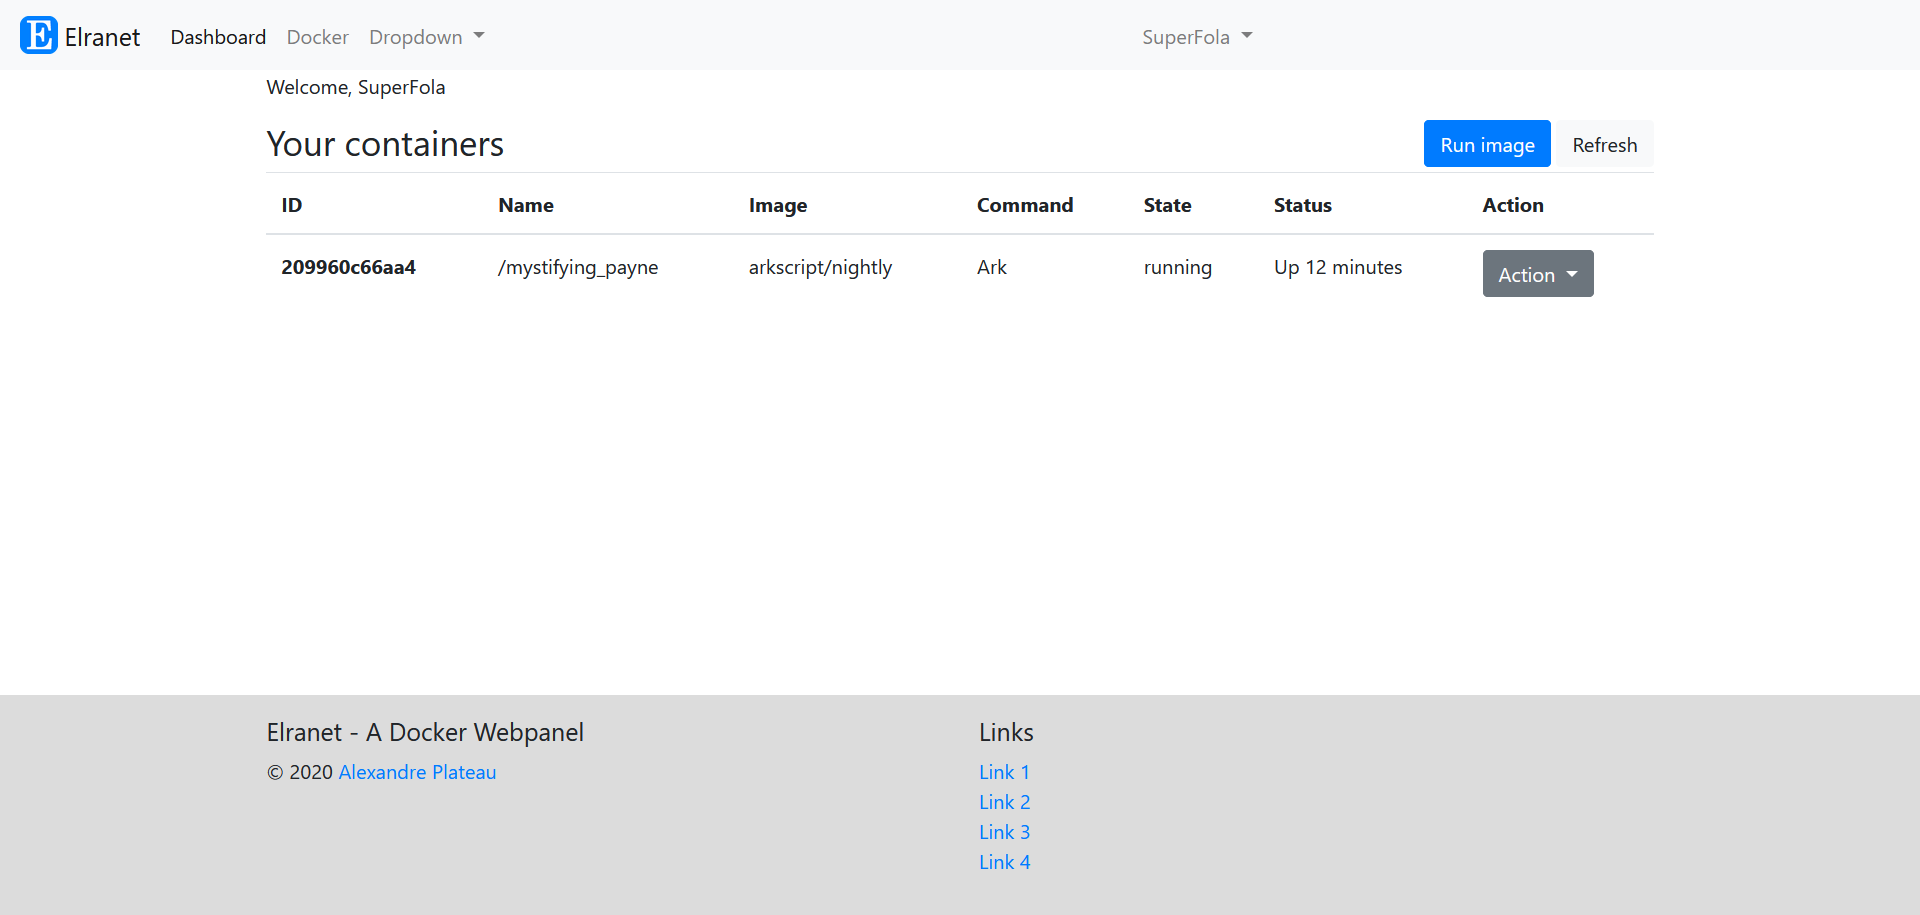 E Elranet Dashboard Docker Dropdown SuperFola
Welcome, SuperFola
Your containers Run image Refresh
ID Name Image Command State Status Action
209960c66aa4 /mystifying_payne arkscript/nightly Ark running Up 12 minutes Action
Elranet - A Docker Webpanel
© 2020 Alexandre Plateau
Links
Link 1
Link 2
Link 3
Link 4